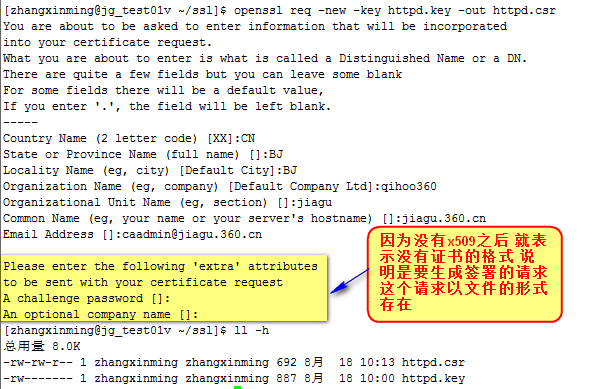 [zhangxinming@jg_test01v ~/ssl]$ openssl req -new -key httpd.key -out httpd.csr
You are about to be asked to enter information that will be incorporated
into your certificate request.
What you are about to enter is what is called a Distinguished Name or a DN.
There are quite a few fields but you can leave some blank
For some fields there will be a default value,
If you enter '.', the field will be left blank.
-----
Country Name (2 letter code) [XX]:CN
State or Province Name (full name) []:BJ
Locality Name (eg, city) [Default City]:BJ
Organization Name (eg, company) [Default Company Ltd]:qihoo360
Organizational Unit Name (eg, section) []:jiagu
Common Name (eg, your name or your server's hostname) []:jiagu.360.cn
Email Address []:caadmin@jiagu.360.cn
Please enter the following 'extra' attributes
to be sent with your certificate request
A challenge password []:
An optional company name []:
因为没有x509之后 就表
示没有证书的格式 说
明是要生成签署的请求
这个请求以文件的形式
存在
[zhangxinming@jg_test01v ~/ssl]$ ll -h
总用量 8.0K
-rw-rw-r-- 1 zhangxinming zhangxinming 692 8月  18 10:13 httpd.csr
-rw------- 1 zhangxinming zhangxinming 887 8月  18 10:00 httpd.key